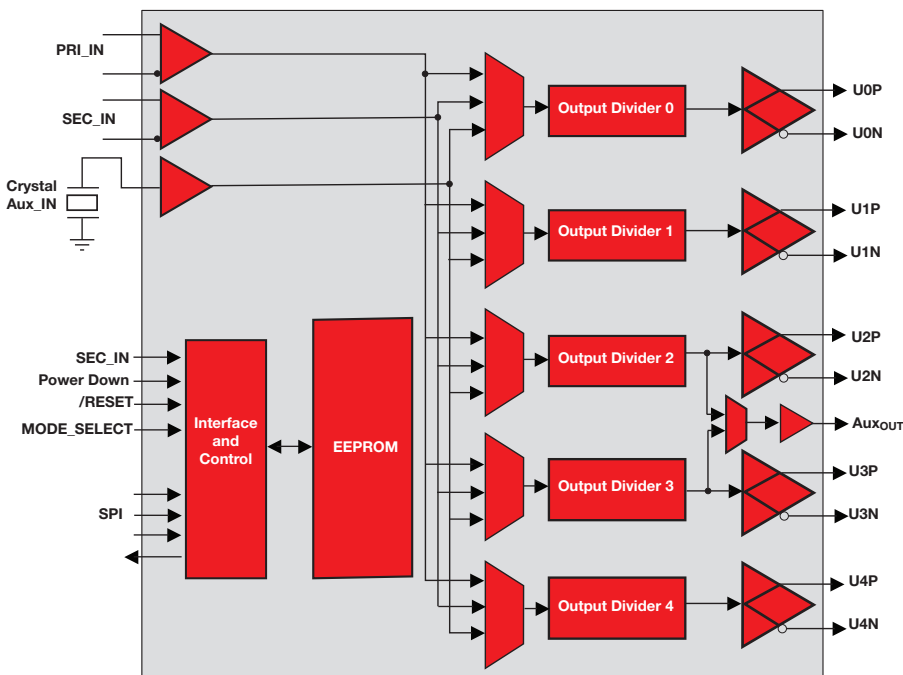 PRI_IN
SEC_IN
Crystal
Aux_IN
Output Divider 0
U0P
U0N
Output Divider 1
U1P
U1N
Output Divider 2
U2P
U2N
AuxOUT
Output Divider 3
U3P
U3N
Output Divider 4
U4P
U4N
SEC_IN
Power Down
/RESET
MODE_SELECT
SPI
Interface
and
Control
EEPROM